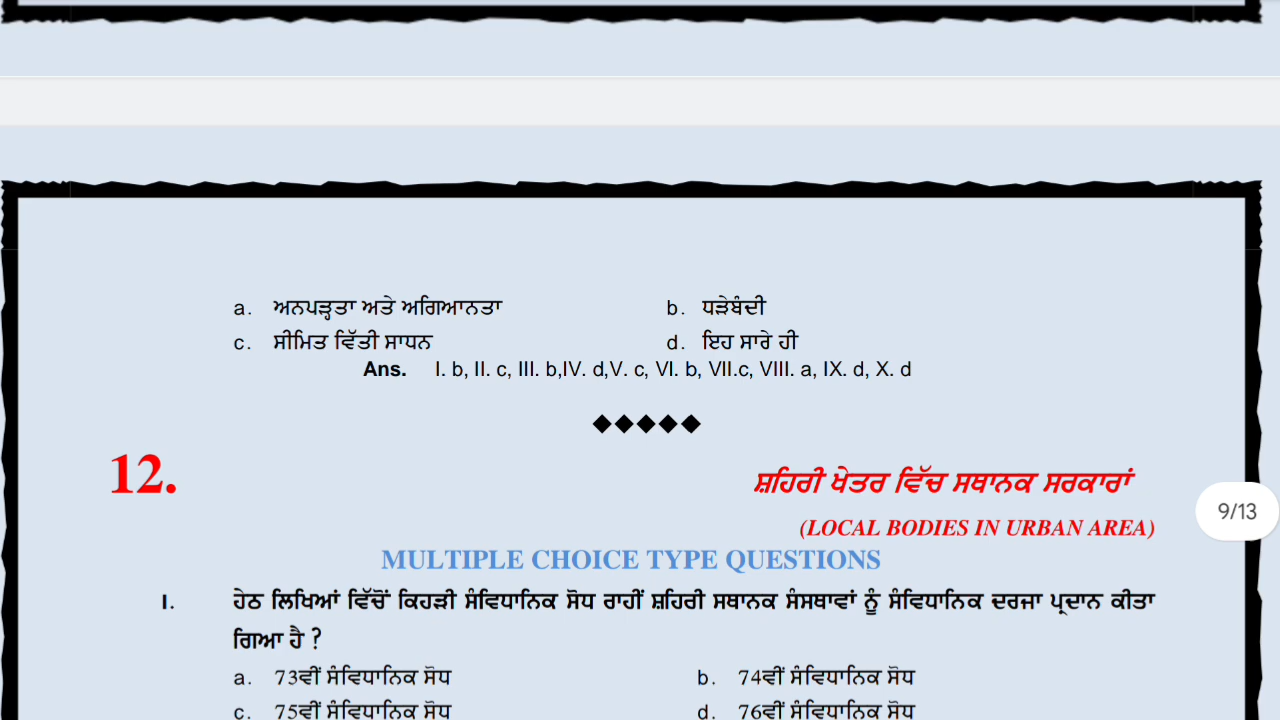 a. ਅਨਪੜ੍ਹਤਾ ਅਤੇ ਅਗਿਆਨਤਾ b. ਧੜੇਬੰਦੀ
c. ਸੀਮਿਤ ਵਿੱਤੀ ਸਾਧਨ d. ਇਹ ਸਾਰੇ ਹੀ
Ans. I. b, II. c, III. b,IV. d,V. c, VI. b, VII.c, VIII. a, IX. d, X. d
◆◆◆◆◆
12. ਸ਼ਹਿਰੀ ਖੇਤਰ ਵਿੱਚ ਸਥਾਨਕ ਸਰਕਾਰਾਂ
9/13
(LOCAL BODIES IN URBAN AREA)
MULTIPLE CHOICE TYPE QUESTIONS
I. ਹੇਠ ਲਿਖਿਆਂ ਵਿੱਚੋਂ ਕਿਹੜੀ ਸੰਵਿਧਾਨਿਕ ਸੋਧ ਰਾਹੀਂ ਸ਼ਹਿਰੀ ਸਥਾਨਕ ਸੰਸਥਾਵਾਂ ਨੂੰ ਸੰਵਿਧਾਨਿਕ ਦਰਜਾ ਪ੍ਰਦਾਨ ਕੀਤਾ
ਗਿਆ ਹੈ ?
a. 73ਵੀਂ ਸੰਵਿਧਾਨਿਕ ਸੋਧ b. 74ਵੀਂ ਸੰਵਿਧਾਨਿਕ ਸੋਧ
c. 75ਵੀਂ ਸੰਵਿਧਾਨਿਕ ਸੋਧ d. 76ਵੀਂ ਸੰਵਿਧਾਨਿਕ ਸੋਧ